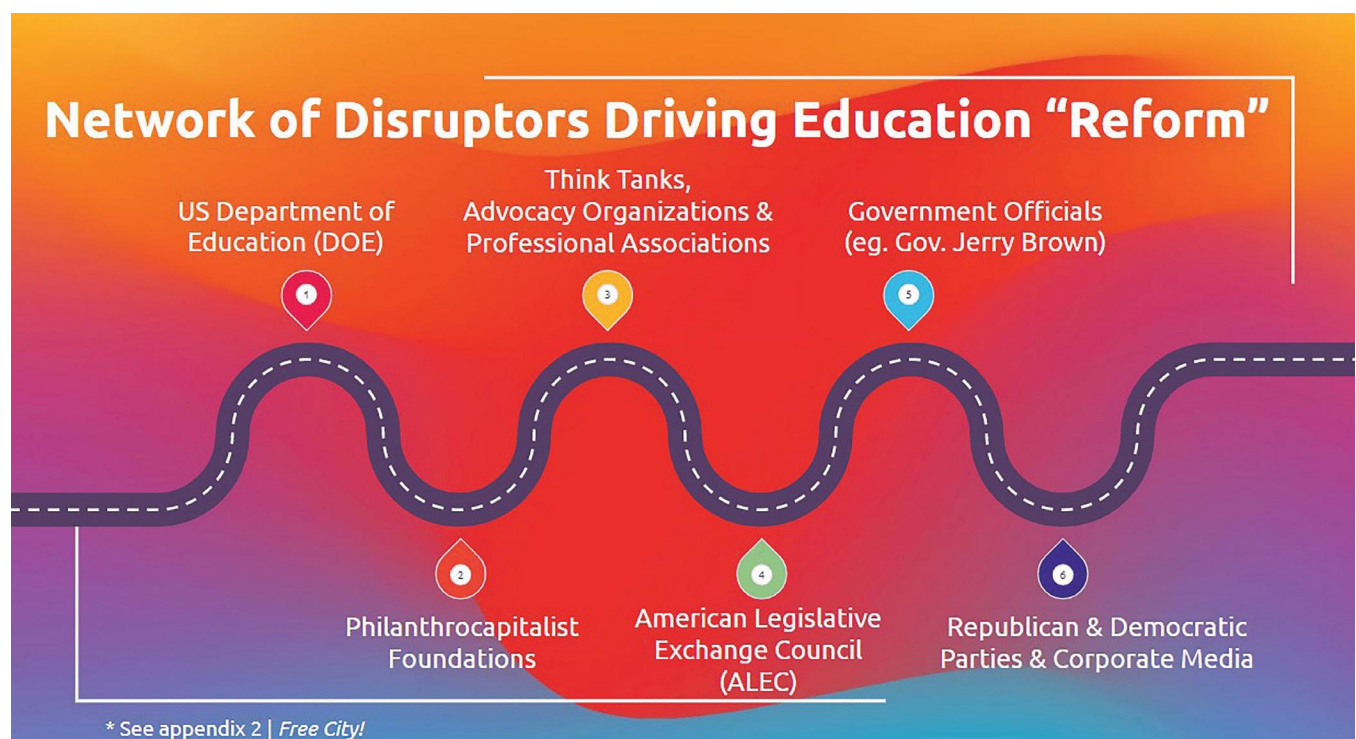 Network of Disruptors Driving Education “Reform”
US Department of
Education (DOE)
1
Think Tanks,
Advocacy Organizations &
Professional Associations
3
Government Officials
(eg. Gov. Jerry Brown)
5
2
Philanthrocapitalist
Foundations
4
American Legislative
Exchange Council
(ALEC)
6
Republican & Democratic
Parties & Corporate Media
* See appendix 2 | Free City!